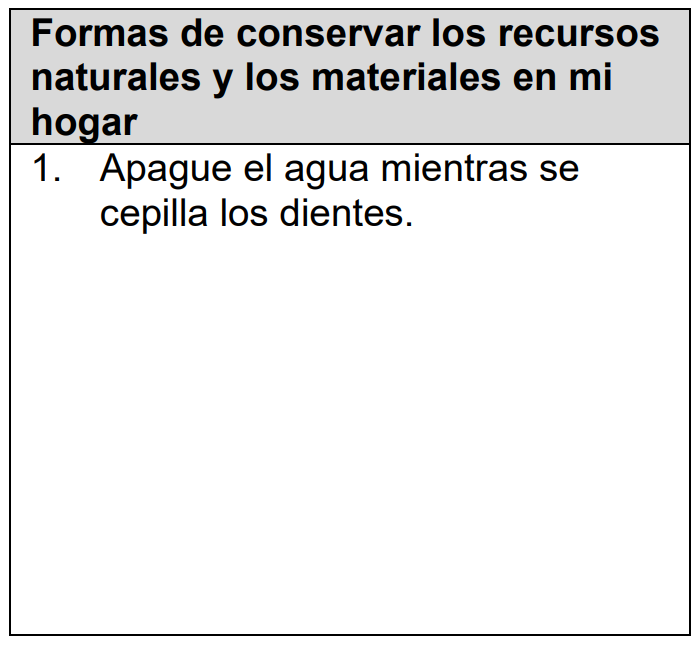 Formas de conservar los recursos
naturales y los materiales en mi
hogar
1. Apague el agua mientras se
cepilla los dientes.